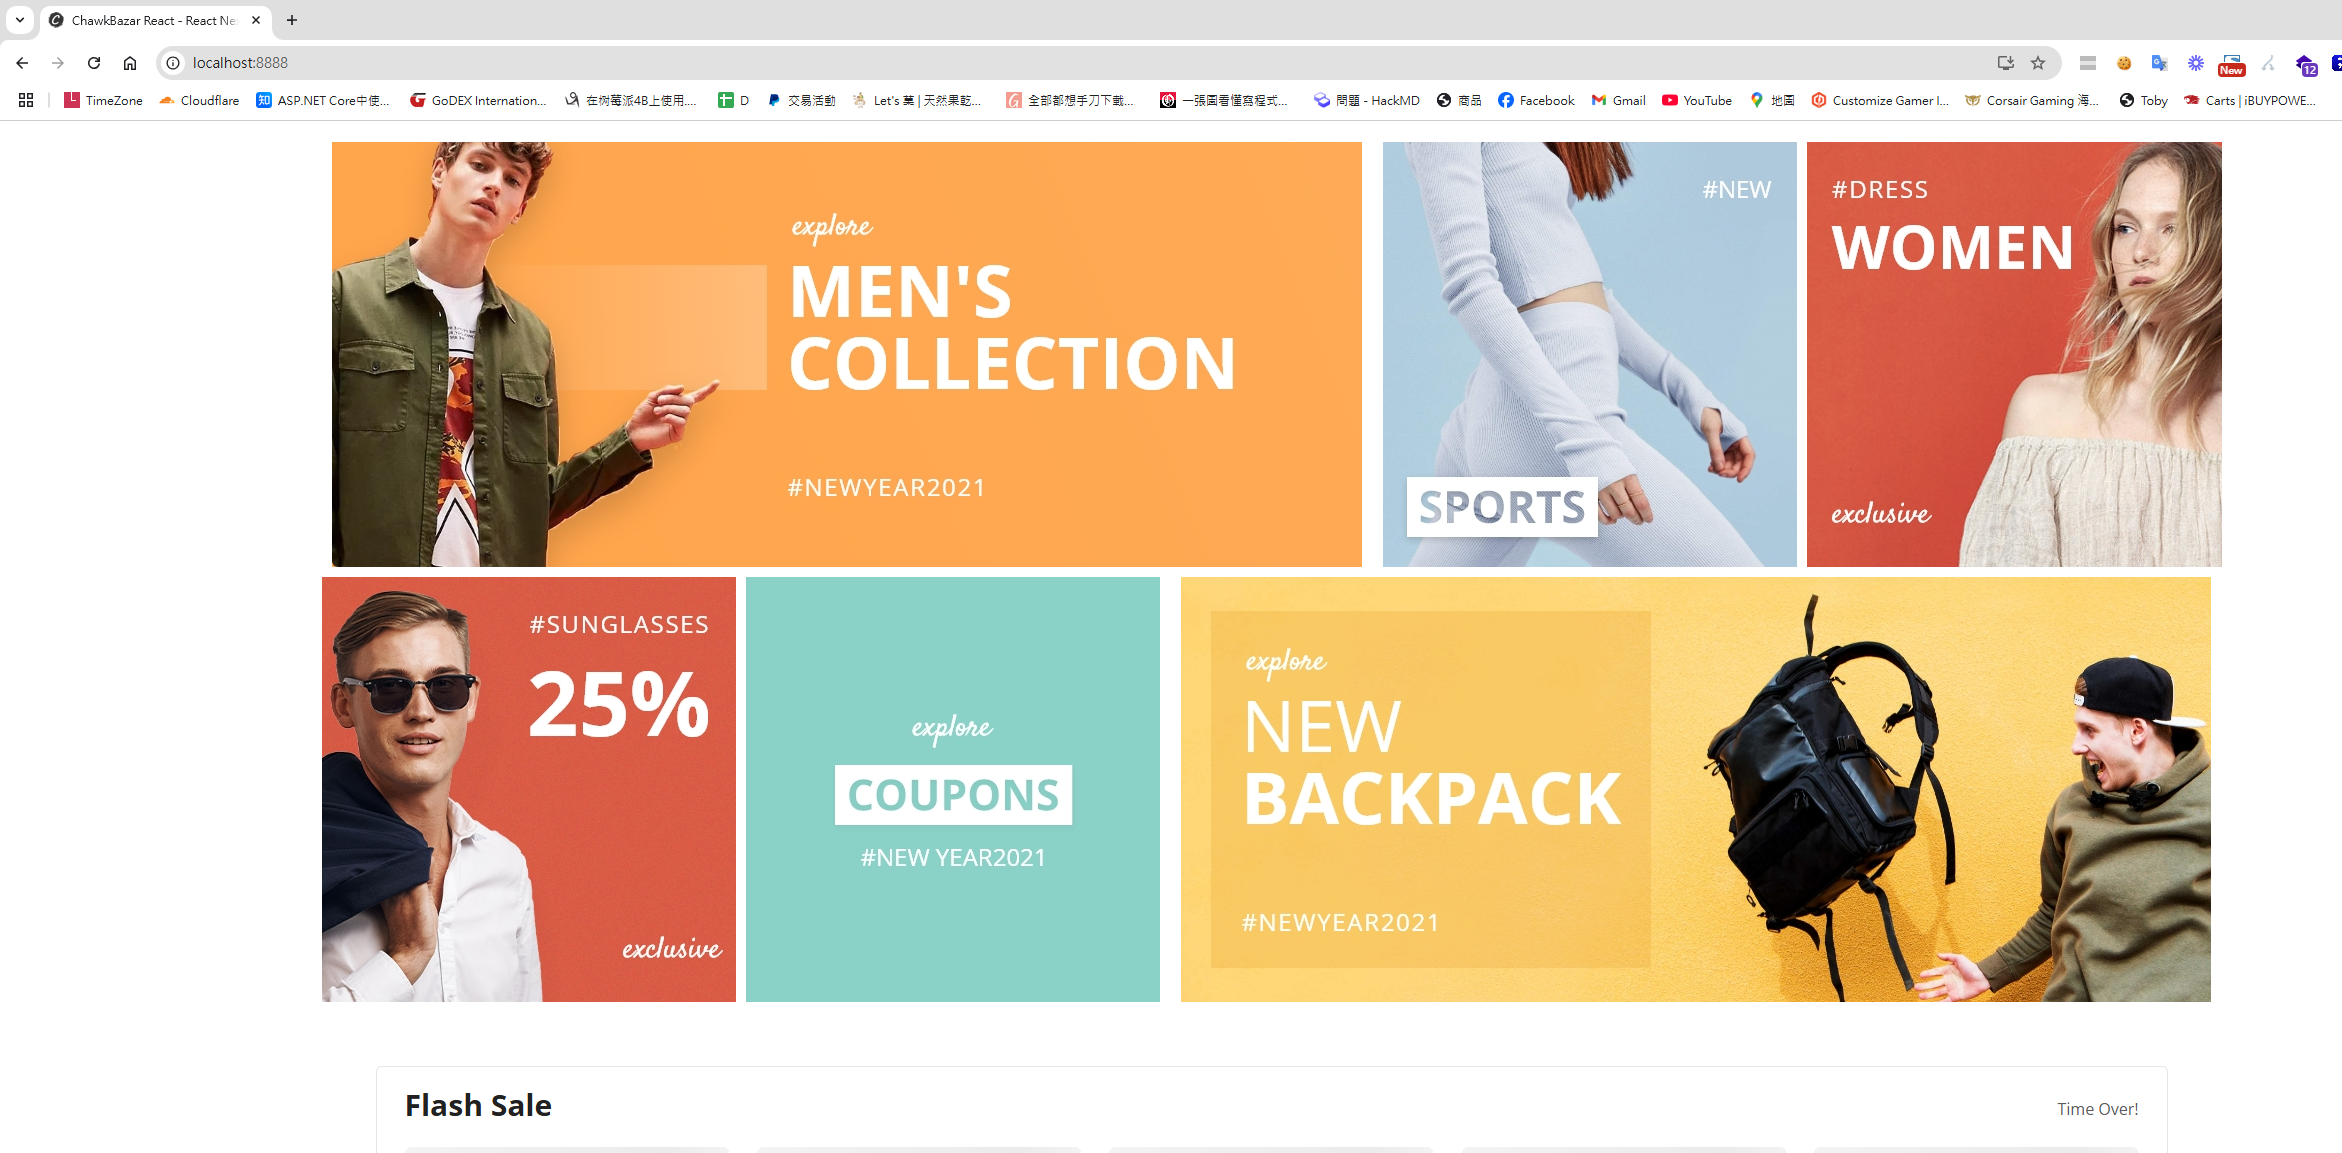 ChawkBazar React - React Ne
localhost:8888
New
12
TimeZone
Cloudflare
ASP.NET Core中使...
GoDEX Internation...
在树莓派4B上使用....
D
交易活動
Let's 菓 | 天然果乾...
全部都想手刀下載...
一張圖看懂寫程式...
問題 - HackMD
商品
Facebook
Gmail
YouTube
地圖
Customize Gamer I...
Corsair Gaming 海...
Toby
Carts | iBUYPOWE...
explore
MEN'S
COLLECTION
#NEWYEAR2021
#NEW
SPORTS
#DRESS
WOMEN
exclusive
#SUNGLASSES
25%
exclusive
explore
COUPONS
#NEW YEAR2021
explore
NEW
BACKPACK
#NEWYEAR2021
Flash Sale
Time Over!